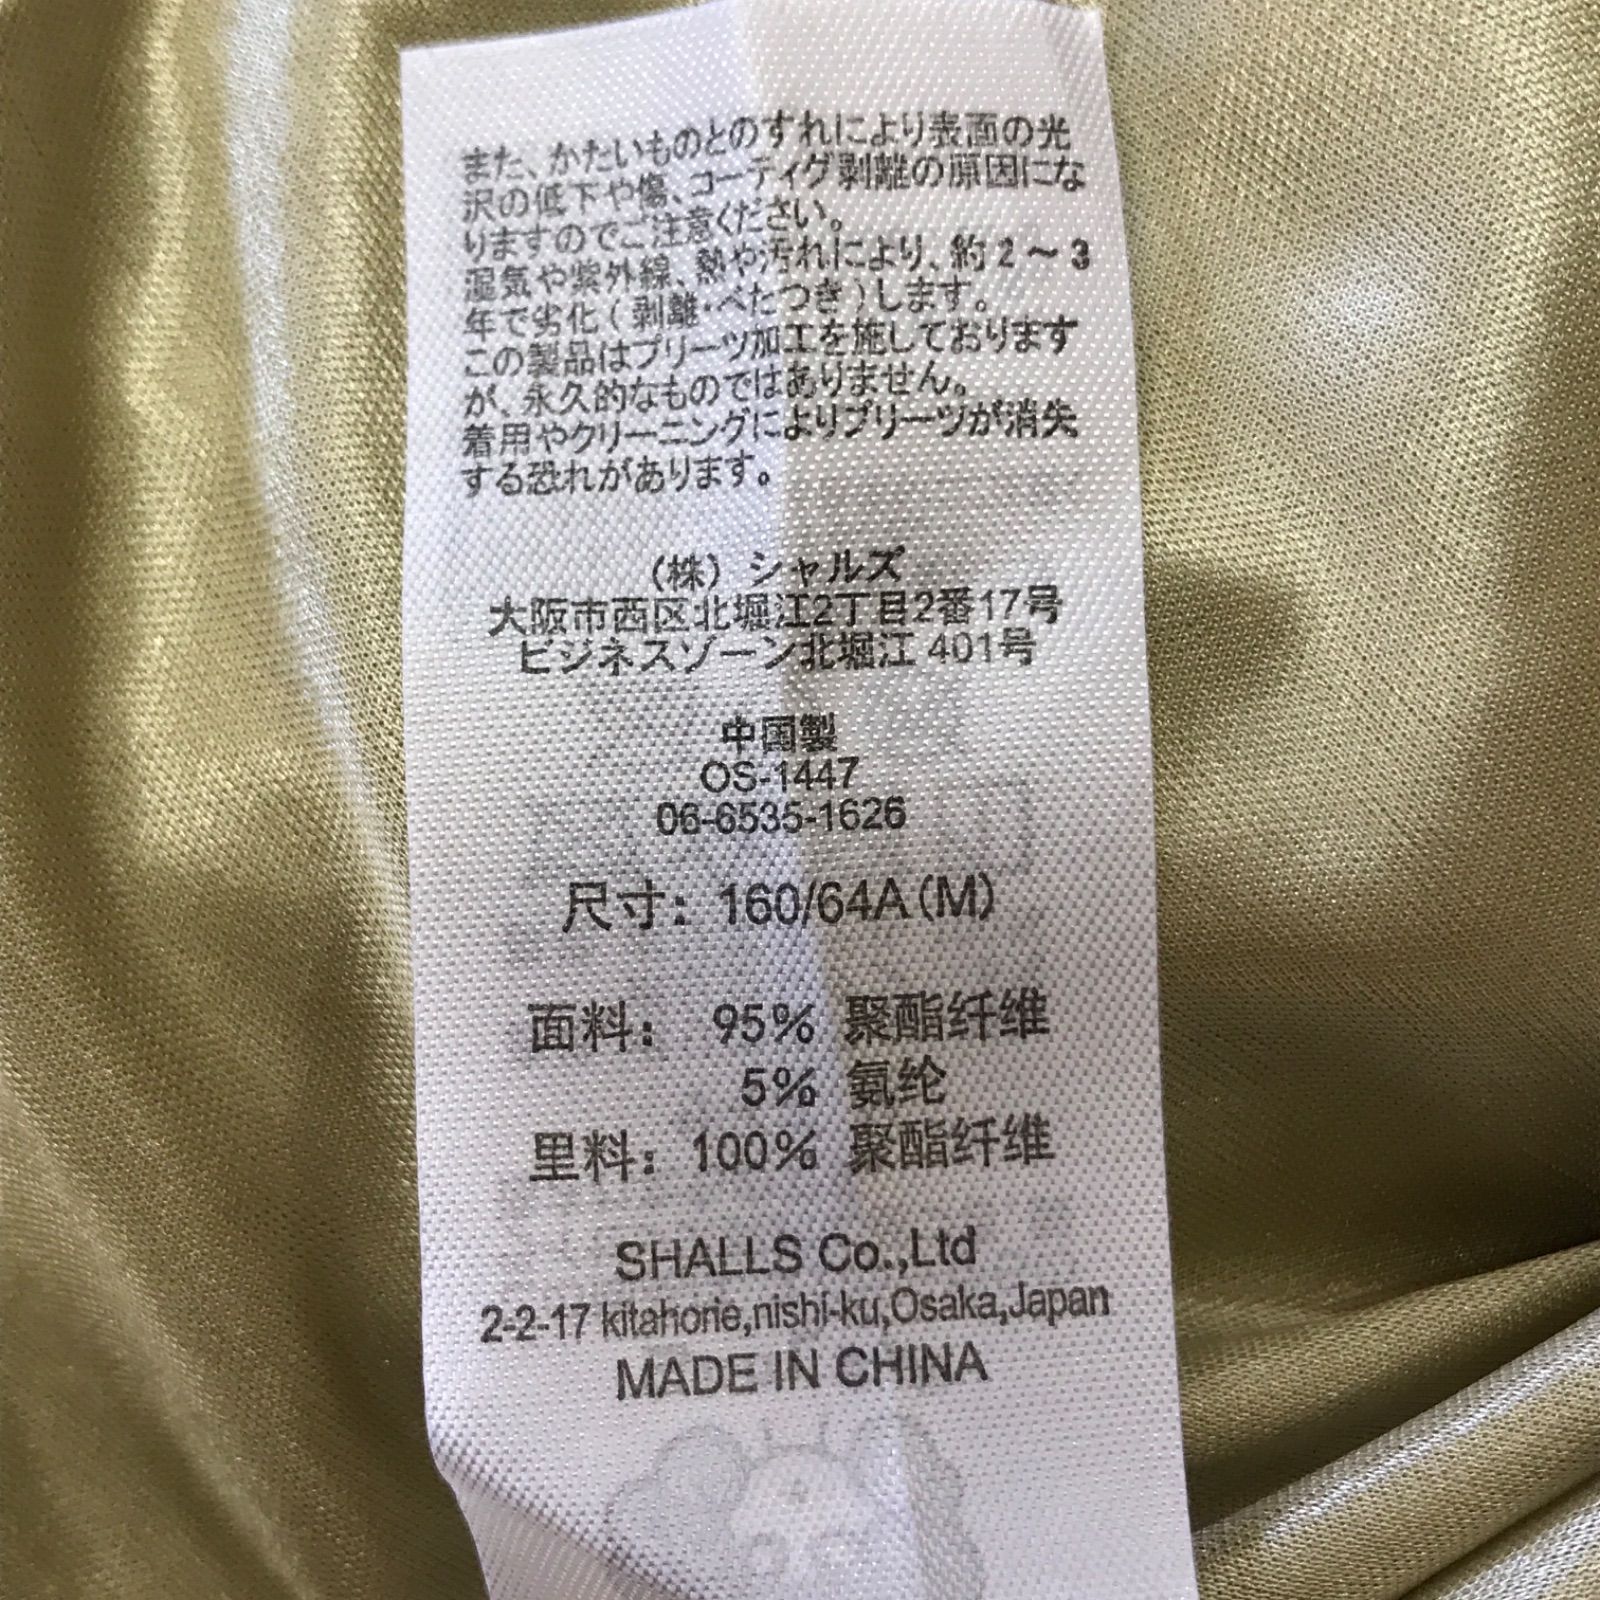 また、かたいものとのすれにより表面の光
沢の低下や傷、コーティグ剥離の原因にな
りますのでご注意ください。
湿気や紫外線、熱や汚れにより、約2～3
年で劣化(剥離・べたつき)します。
この製品はプリーツ加工を施しております
が、永久的なものではありません。
着用やクリーニングによりプリーツが消失
する恐れがあります。
(株) シャルズ
大阪市西区北堀江2丁目2番17号
ビジネスゾーン北堀江 401号
中国製
OS-1447
06-6535-1626
尺寸: 160/64A(M)
面料: 95% 聚酯纤维
5% 氨纶
里料: 100% 聚酯纤维
SHALLS Co.,Ltd
2-2-17 kitahorie,nishi-ku,Osaka,Japan
MADE IN CHINA